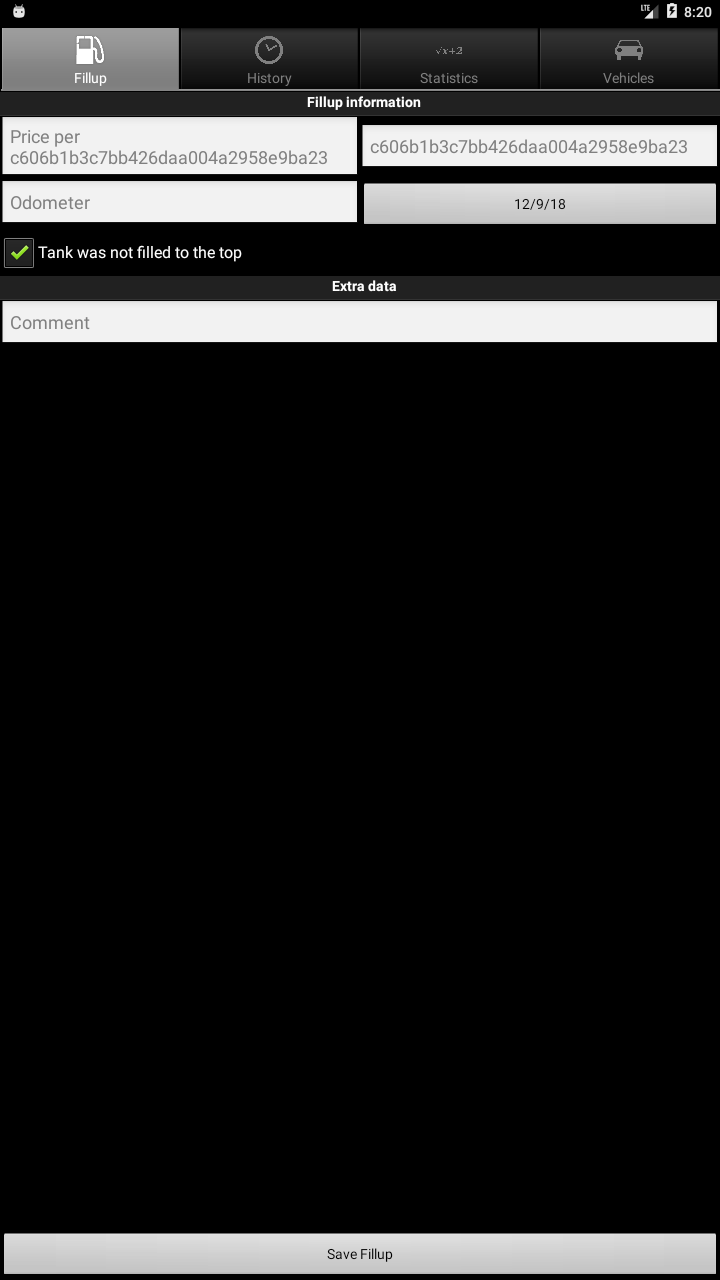 LTE 8:20
Fillup
History
√x+2
Statistics
Vehicles
Fillup information
Price per
c606b1b3c7bb426daa004a2958e9ba23
c606b1b3c7bb426daa004a2958e9ba23
Odometer
12/9/18
Tank was not filled to the top
Extra data
Comment
Save Fillup